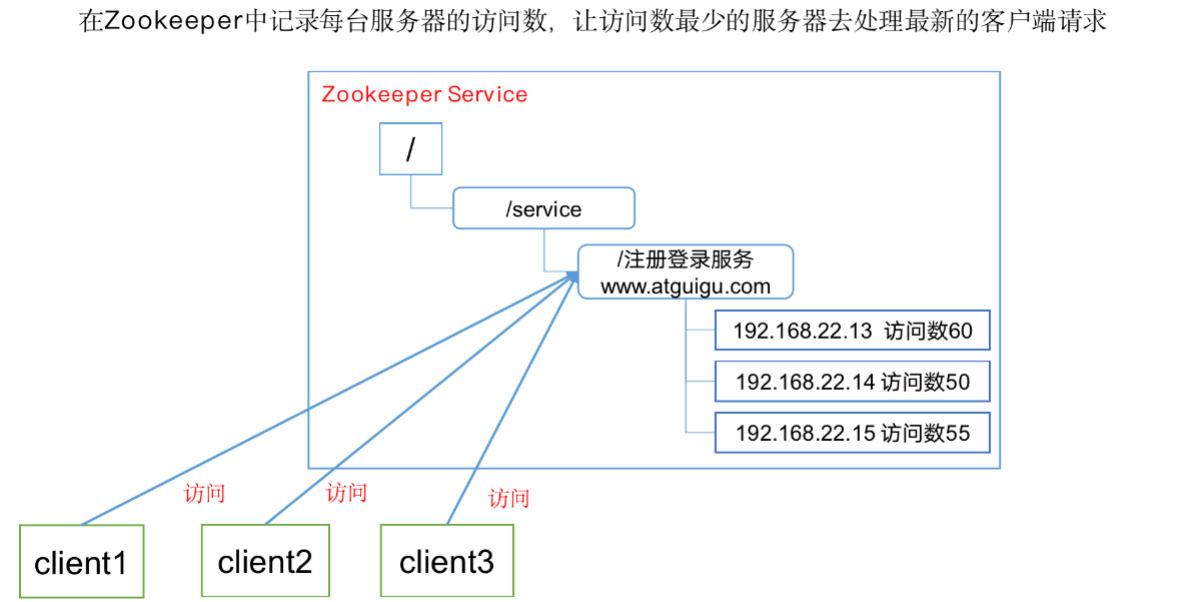 在Zookeeper中记录每台服务器的访问数，让访问数最少的服务器去处理最新的客户端请求
Zookeeper Service
/
/service
/注册登录服务
www.atguigu.com
192.168.22.13 访问数60
192.168.22.14 访问数50
192.168.22.15 访问数55
访问
访问
访问
client1
client2
client3